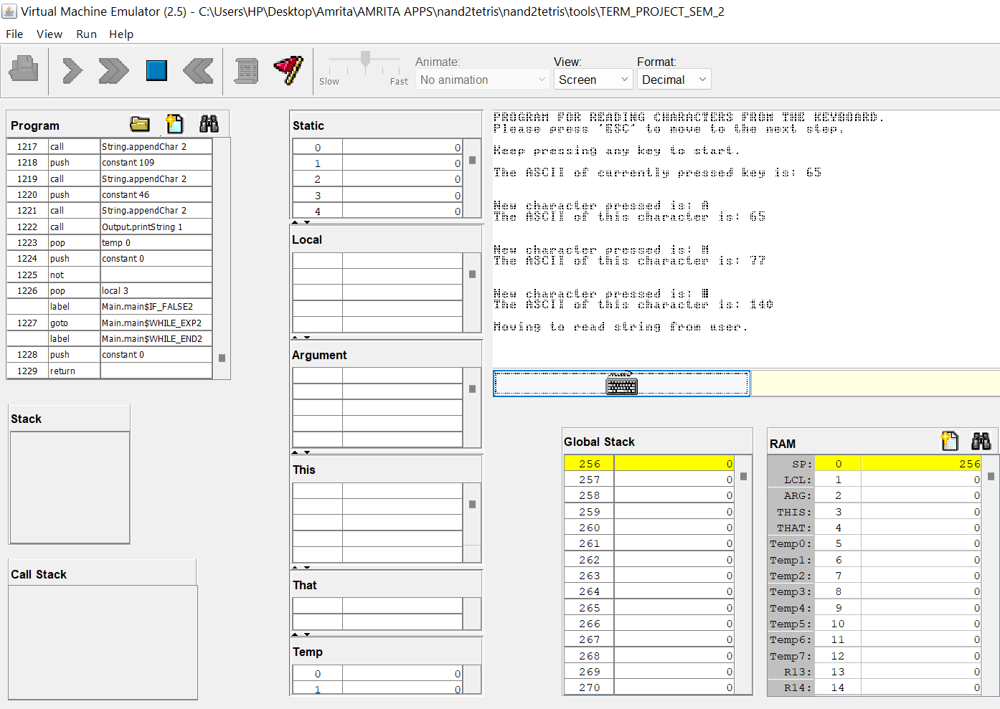 Virtual Machine Emulator (2.5) - C:\Users\HP\Desktop\Amrita\AMRITA APPS\nand2tetris\nand2tetris\tools\TERM_PROJECT_SEM_2
File View Run Help
Slow Fast
Animate:
No animation
View:
Screen
Format:
Decimal
Program
1217 call String.appendChar 2
1218 push constant 109
1219 call String.appendChar 2
1220 push constant 46
1221 call String.appendChar 2
1222 call Output.printString 1
1223 pop temp 0
1224 push constant 0
1225 not
1226 pop local 3
label Main.main$IF_FALSE2
1227 goto Main.main$WHILE_EXP2
label Main.main$WHILE_END2
1228 push constant 0
1229 return
Stack
Call Stack
Static
0 0
1 0
2 0
3 0
4 0
Local
Argument
This
That
Temp
0 0
1 0
PROGRAM FOR READING CHARACTERS FROM THE KEYBOARD.
Please press 'ESC' to move to the next step.
Keep pressing any key to start.
The ASCII of currently pressed key is: 65
New character pressed is: A
The ASCII of this character is: 65
New character pressed is: M
The ASCII of this character is: 77
New character pressed is:
The ASCII of this character is: 140
Moving to read string from user.
Global Stack
256 0
257 0
258 0
259 0
260 0
261 0
262 0
263 0
264 0
265 0
266 0
267 0
268 0
269 0
270 0
RAM
SP: 0 256
LCL: 1 0
ARG: 2 0
THIS: 3 0
THAT: 4 0
Temp0: 5 0
Temp1: 6 0
Temp2: 7 0
Temp3: 8 0
Temp4: 9 0
Temp5: 10 0
Temp6: 11 0
Temp7: 12 0
R13: 13 0
R14: 14 0